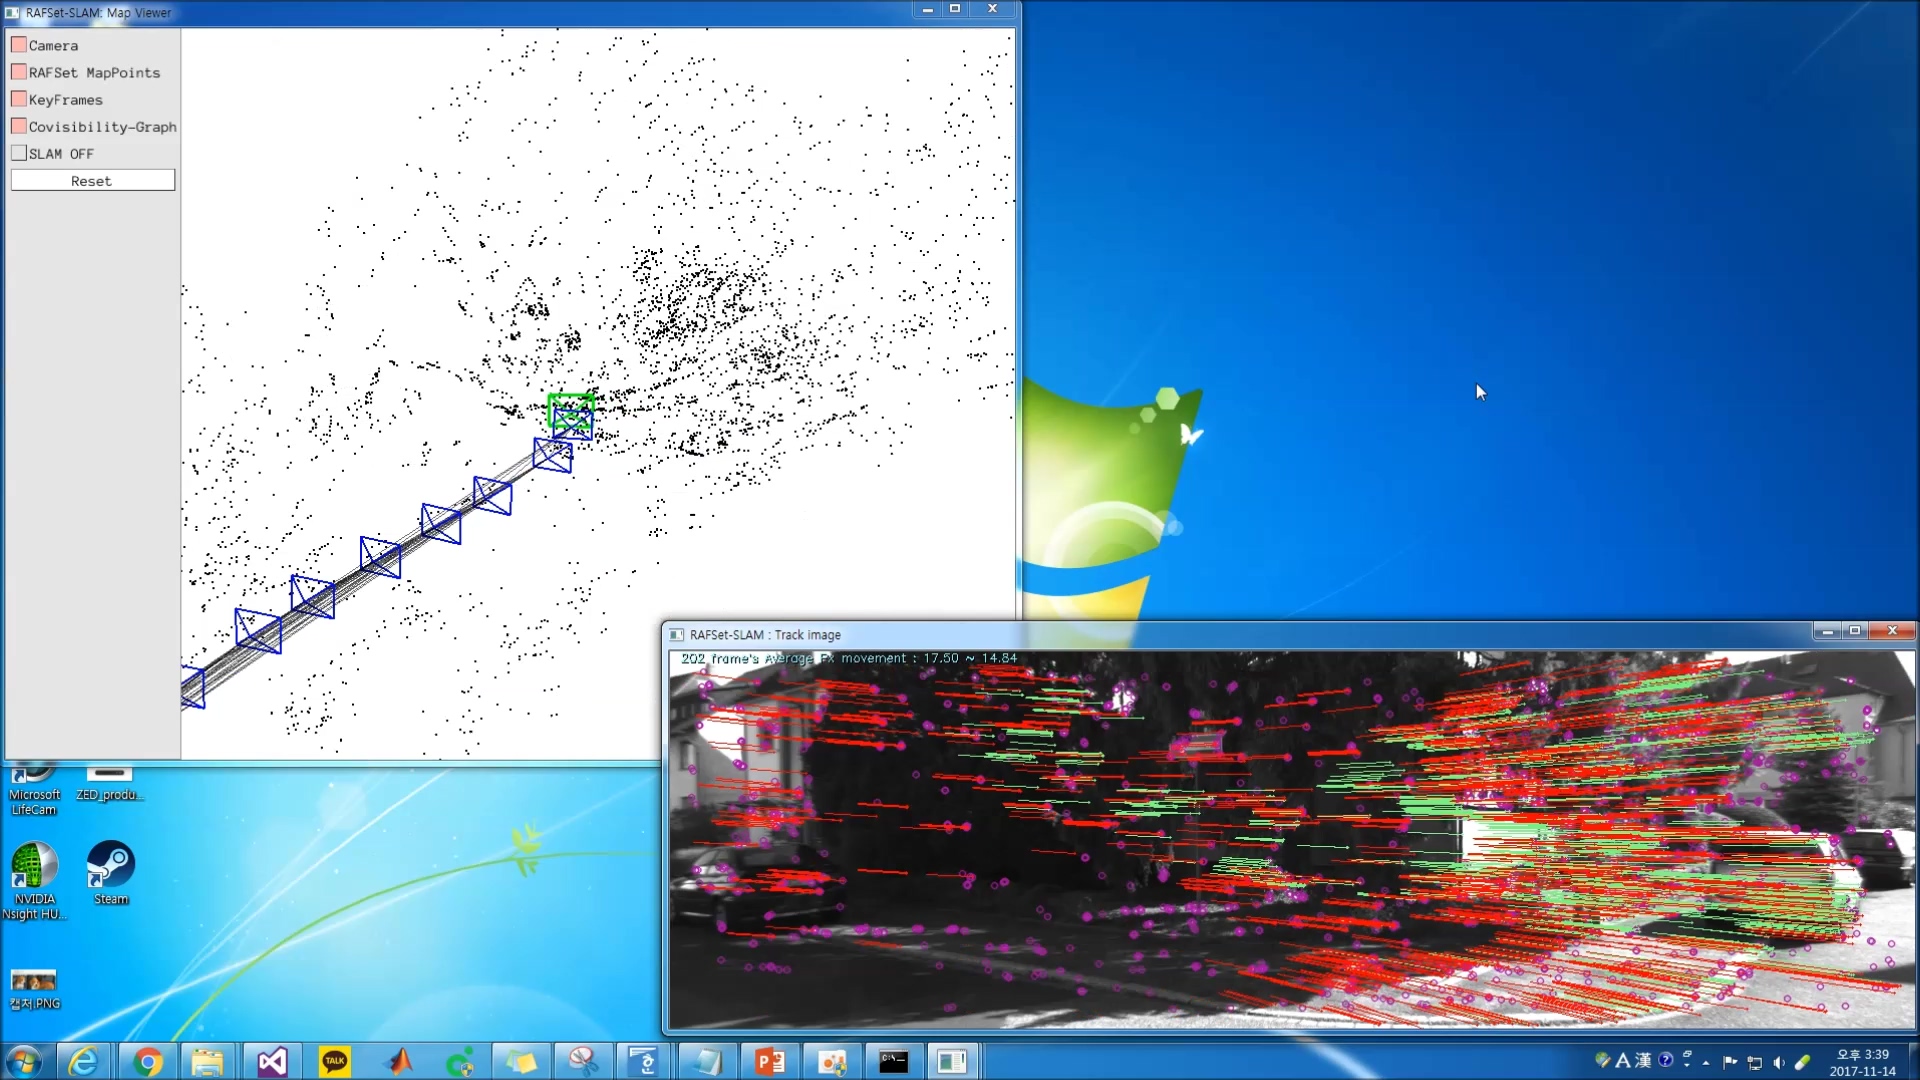 RAFSet-SLAM: Map Viewer
Camera
RAFSet MapPoints
KeyFrames
Covisibility-Graph
SLAM OFF
Reset
RAFSet-SLAM : Track image
202 frame's Average Px movement : 17.50 ~ 14.84
Microsoft
LifeCam
ZED_produ...
NVIDIA
Nsight HU...
Steam
캡처.PNG
TALK
C:\
A 漢
오후 3:39
2017-11-14